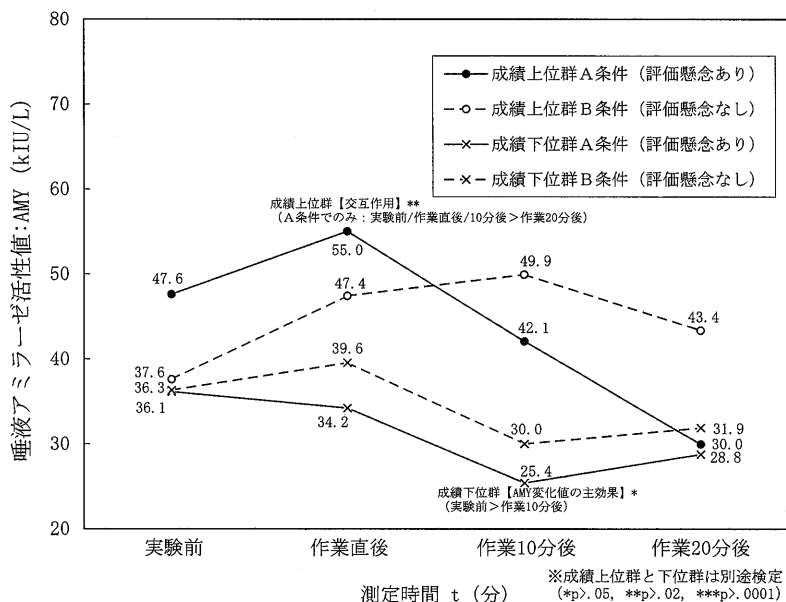 80
70
60
50
40
30
20
唾液アミラーゼ活性値:AMY (kIU/L)
成績上位群A条件（評価懸念あり）
成績上位群B条件（評価懸念なし）
成績下位群A条件（評価懸念あり）
成績下位群B条件（評価懸念なし）
成績上位群【交互作用】**
（A条件でのみ：実験前/作業直後/10分後>作業20分後）
47.6
55.0
42.1
30.0
37.6
47.4
49.9
43.4
36.3
39.6
30.0
31.9
36.1
34.2
25.4
28.8
成績下位群【AMY変化値の主効果】*
（実験前>作業10分後）
実験前
作業直後
作業10分後
作業20分後
測定時間 t（分）
※成績上位群と下位群は別途検定
(*p>.05, **p>.02, ***p>.0001)